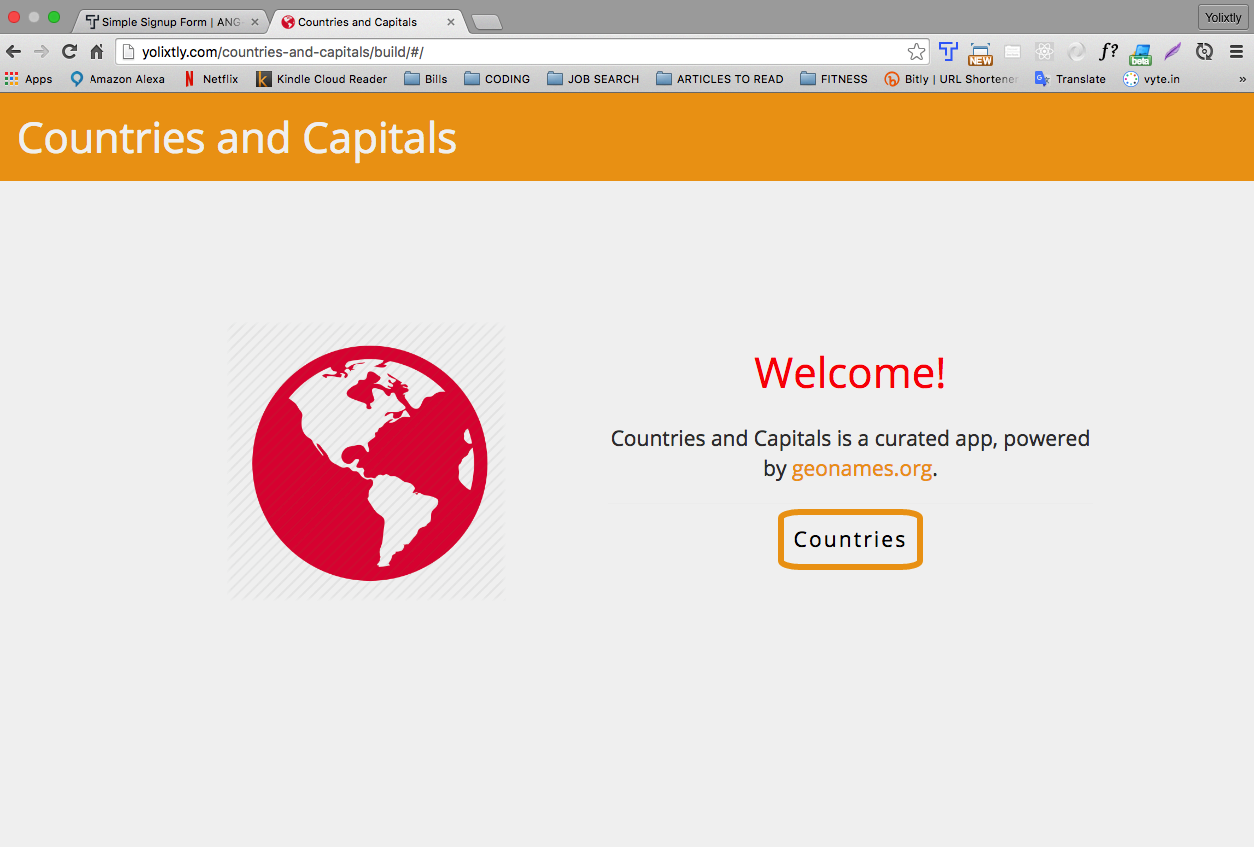 Simple Signup Form | ANG
Countries and Capitals
Yolixtly
yolixtly.com/countries-and-capitals/build/#/
f?
NEW
beta
Apps
Amazon Alexa
Netflix
Kindle Cloud Reader
Bills
CODING
JOB SEARCH
ARTICLES TO READ
FITNESS
Bitly | URL Shortener
Translate
vyte.in
»
Countries and Capitals
Welcome!
Countries and Capitals is a curated app, powered
by geonames.org.
Countries